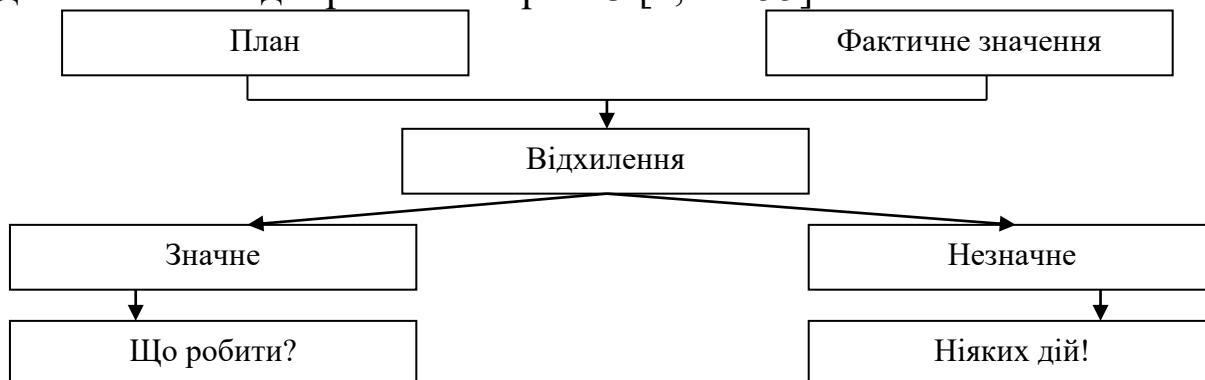 План
Фактичне значення
Відхилення
Значне
Незначне
Що робити?
Ніяких дій!